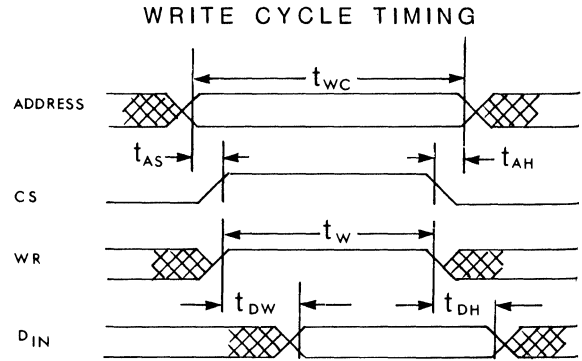 WRITE CYCLE TIMING
tWC
ADDRESS
tAS
tAH
CS
tW
WR
tDW
tDH
DIN